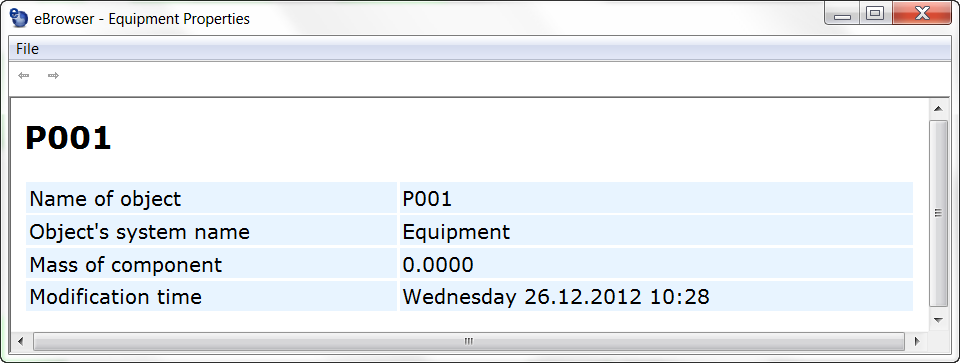 eBrowser - Equipment Properties
File
P001
Name of object P001
Object's system name Equipment
Mass of component 0.0000
Modification time Wednesday 26.12.2012 10:28